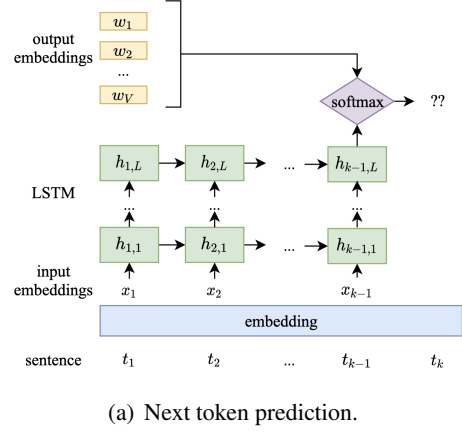 output
embeddings
w_1
w_2
...
w_V
softmax
??
LSTM
h_{1,L}
h_{2,L}
...
h_{k-1,L}
...
...
...
h_{1,1}
h_{2,1}
...
h_{k-1,1}
input
embeddings
x_1
x_2
x_{k-1}
embedding
sentence
t_1
t_2
...
t_{k-1}
t_k
(a) Next token prediction.